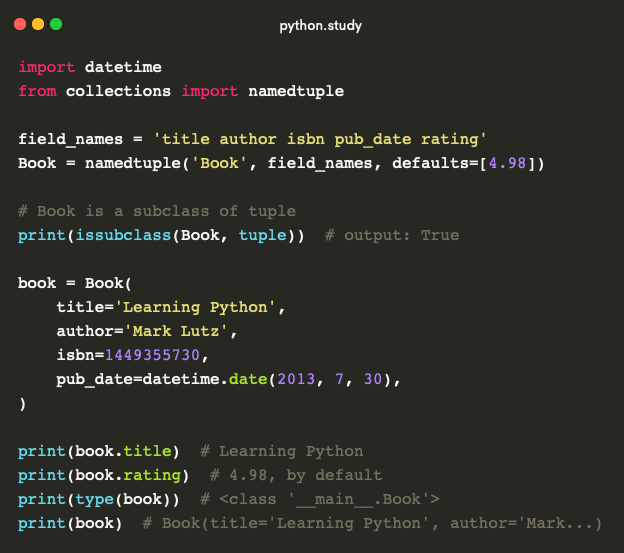 python.study
import datetime
from collections import namedtuple
field_names = 'title author isbn pub_date rating'
Book = namedtuple('Book', field_names, defaults=[4.98])
# Book is a subclass of tuple
print(issubclass(Book, tuple))  # output: True
book = Book(
    title='Learning Python',
    author='Mark Lutz',
    isbn=1449355730,
    pub_date=datetime.date(2013, 7, 30),
)
print(book.title)  # Learning Python
print(book.rating)  # 4.98, by default
print(type(book))  # <class '__main__.Book'>
print(book)  # Book(title='Learning Python', author='Mark...)